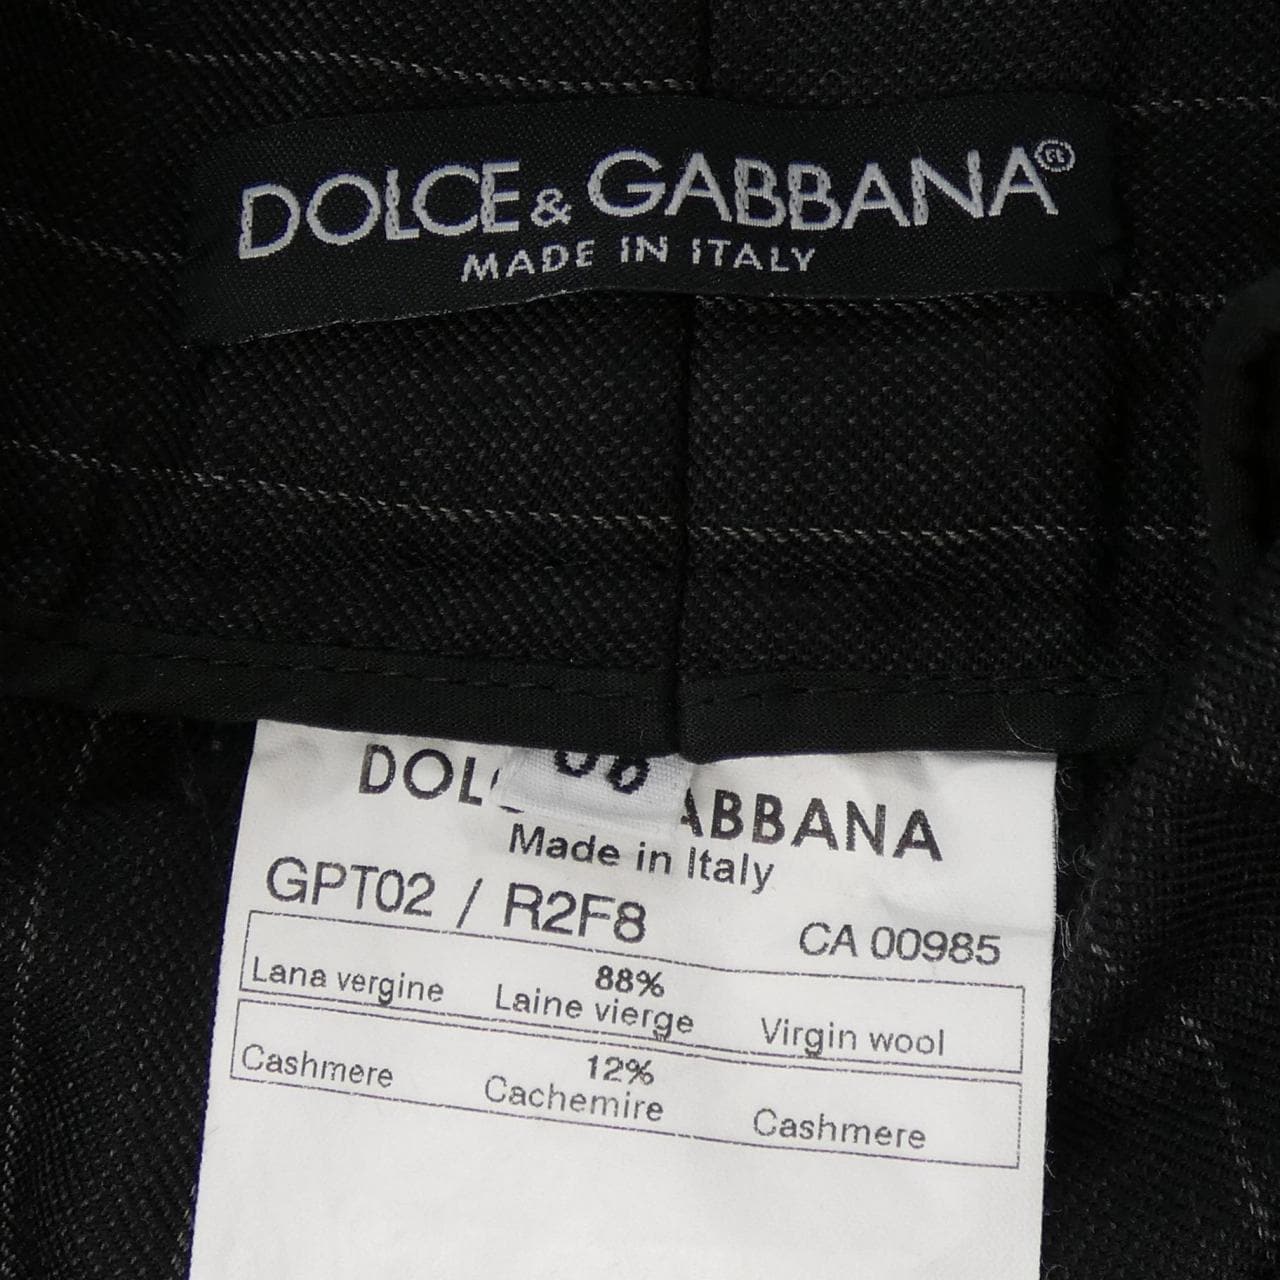 DOLCE & GABBANA®
MADE IN ITALY
Made in Italy
GPT02 / R2F8
CA 00985
88%
Lana vergine Laine vierge Virgin wool
12%
Cashmere Cachemire Cashmere